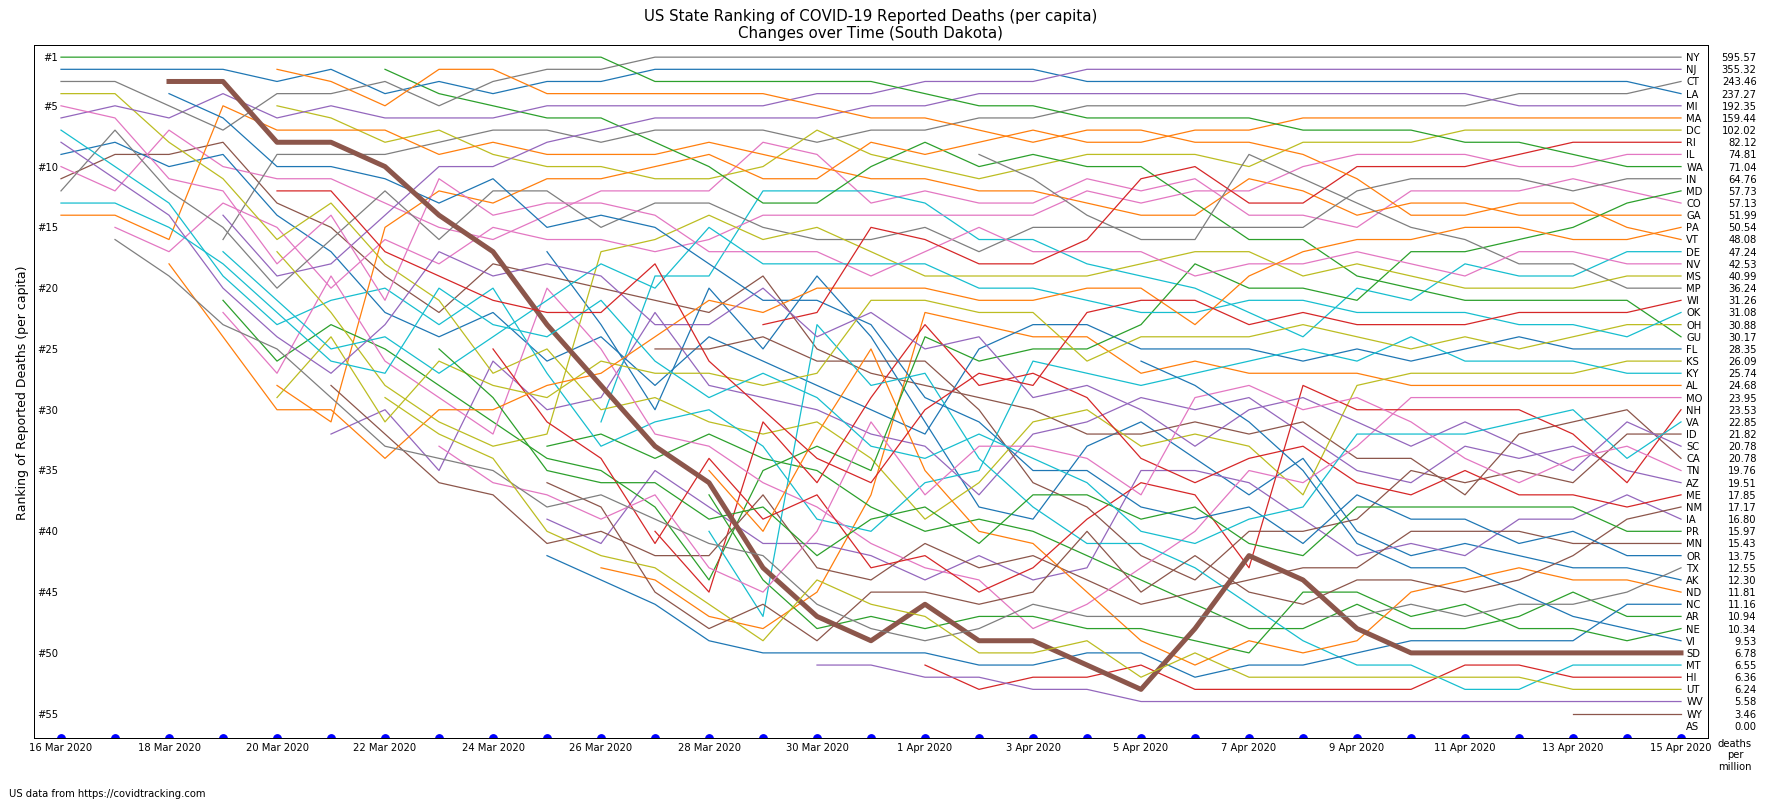 US State Ranking of COVID-19 Reported Deaths (per capita)
Changes over Time (South Dakota)
Ranking of Reported Deaths (per capita)
#1
#5
#10
#15
#20
#25
#30
#35
#40
#45
#50
#55
NY 595.57
NJ 355.32
CT 243.46
LA 237.27
MI 192.35
MA 159.44
DC 102.02
RI 82.12
IL 74.81
WA 71.04
IN 64.76
MD 57.73
CO 57.13
GA 51.99
PA 50.54
VT 48.08
DE 47.24
NV 42.53
MS 40.99
MP 36.24
WI 31.26
OK 31.08
OH 30.88
GU 30.17
FL 28.35
KS 26.09
KY 25.74
AL 24.68
MO 23.95
NH 23.53
VA 22.85
ID 21.82
SC 20.78
CA 20.78
TN 19.76
AZ 19.51
ME 17.85
NM 17.17
IA 16.80
PR 15.97
MN 15.43
OR 13.75
TX 12.55
AK 12.30
ND 11.81
NC 11.16
AR 10.94
NE 10.34
VI 9.53
SD 6.78
MT 6.55
HI 6.36
UT 6.24
WV 5.58
WY 3.46
AS 0.00
16 Mar 2020 18 Mar 2020 20 Mar 2020 22 Mar 2020 24 Mar 2020 26 Mar 2020 28 Mar 2020 30 Mar 2020 1 Apr 2020 3 Apr 2020 5 Apr 2020 7 Apr 2020 9 Apr 2020 11 Apr 2020 13 Apr 2020 15 Apr 2020
deaths
per
million
US data from https://covidtracking.com